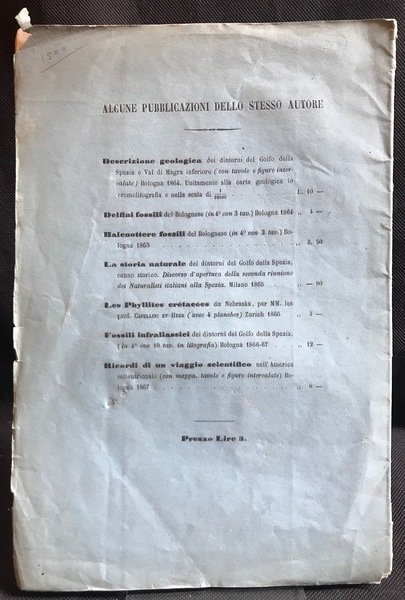 1500
ALCUNE PUBBLICAZIONI DELLO STESSO AUTORE
Descrizione geologica dei dintorni del Golfo della
Spezia e Val di Magra inferiore (con tavole e figure inter-
calate) Bologna 1864. Unitamente alla carta geologica in
cromolitografia e nella scala di . . . L. 10 —
Delfini fossili del Bolognese (in 4° con 3 tav.) Bologna 1864 „ 4 —
Balenottere fossili del Bolognese (in 4° con 3 tav.) Bo-
logna 1865 . . . „ 3, 50
La storia naturale dei dintorni del Golfo della Spezia,
cenno storico. Discorso d'apertura della seconda riunione
dei Naturalisti italiani alla Spezia. Milano 1865 . . . „ — 80
Les Phyllites crétacées du Nebraska, par MM. les
prof. CAPELLINI ET HEER (avec 4 planches) Zurich 1866 . „ 3 —
Fossili infraliassici dei dintorni del Golfo della Spezia,
(in 4° con 10 tav. in litografia) Bologna 1866-67 . . „ 12 —
Ricordi di un viaggio scientifico nell'America
settentrionale (con mappa, tavole e figure intercalate) Bo-
logna 1867 . . . „ 8 —
Prezzo Lire 3.